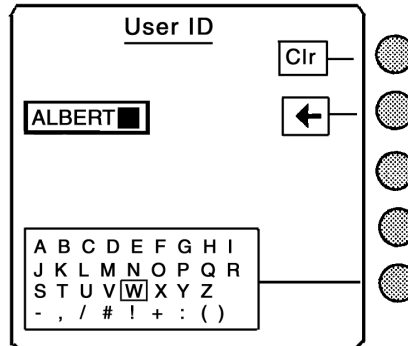 User ID
Clr
ALBERT
A B C D E F G H I
J K L M N O P Q R
S T U V W X Y Z
- , / # ! + : ( )